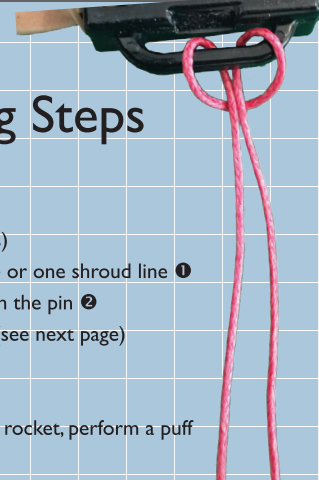 g Steps
)
or one shroud line ❶
n the pin ❷
see next page)
rocket, perform a puff